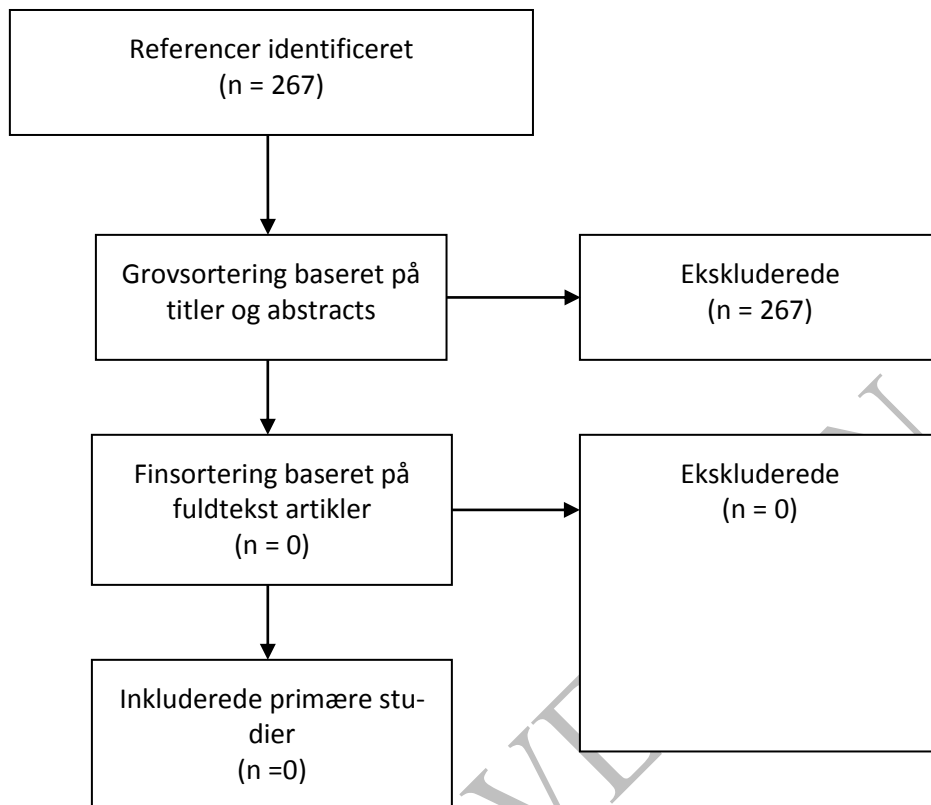 Referencer identificeret
(n = 267)
Grovsortering baseret på
titler og abstracts
Ekskluderede
(n = 267)
Finsortering baseret på
fuldtekst artikler
(n = 0)
Ekskluderede
(n = 0)
Inkluderede primære stu-
dier
(n =0)